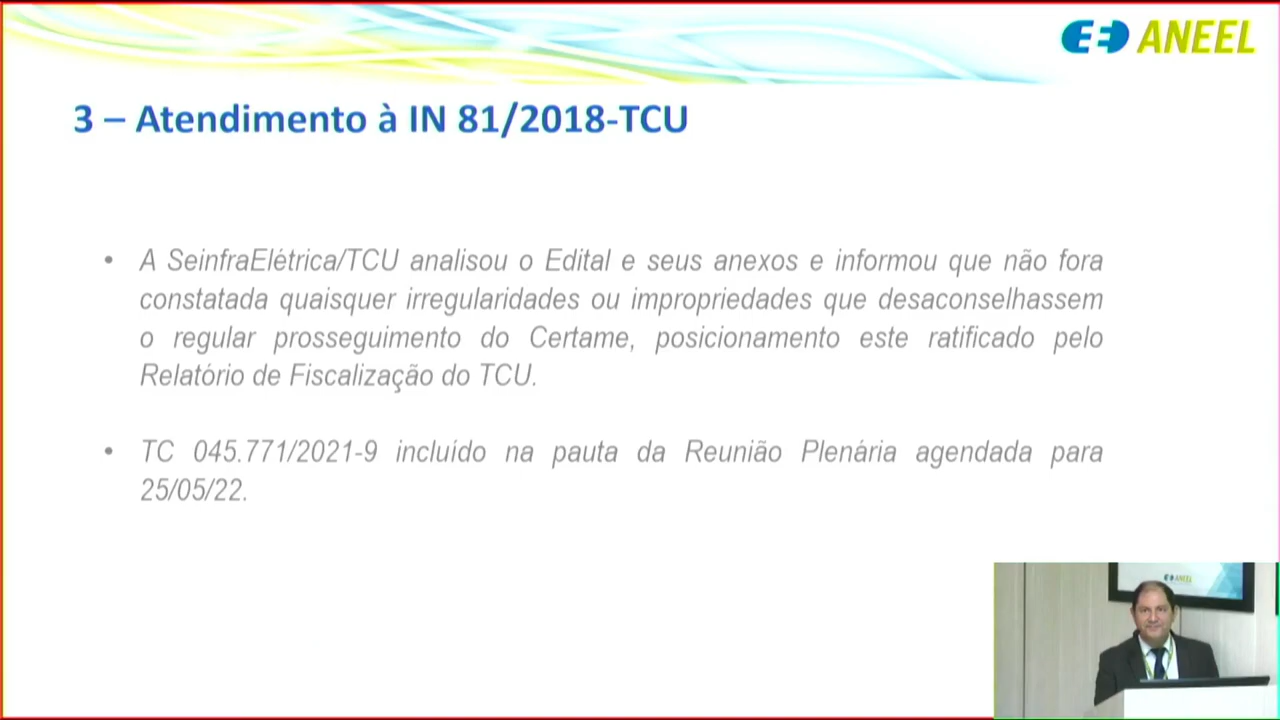 ANEEL
3 – Atendimento à IN 81/2018-TCU
• A SeinfraElétrica/TCU analisou o Edital e seus anexos e informou que não fora
constatada quaisquer irregularidades ou impropriedades que desaconselhassem
o regular prosseguimento do Certame, posicionamento este ratificado pelo
Relatório de Fiscalização do TCU.
• TC 045.771/2021-9 incluído na pauta da Reunião Plenária agendada para
25/05/22.
ANEEL